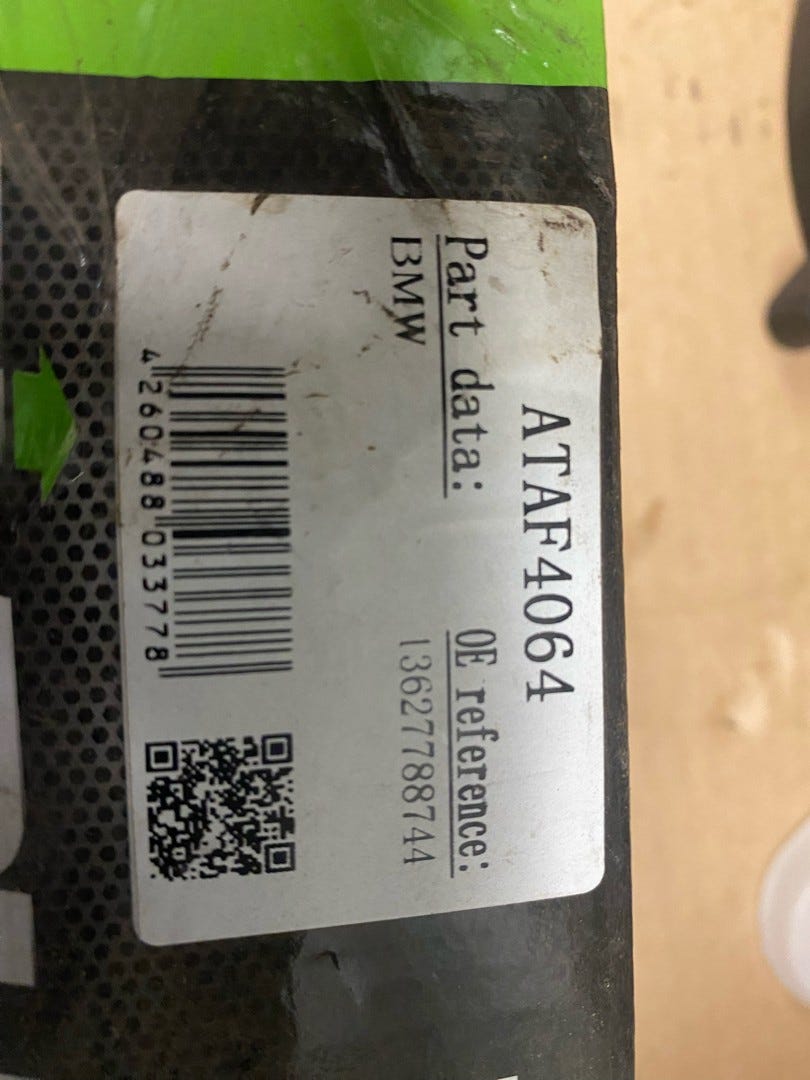 ATAF4064
Part data:
OE reference:
BMW
13627788744
4260488033778